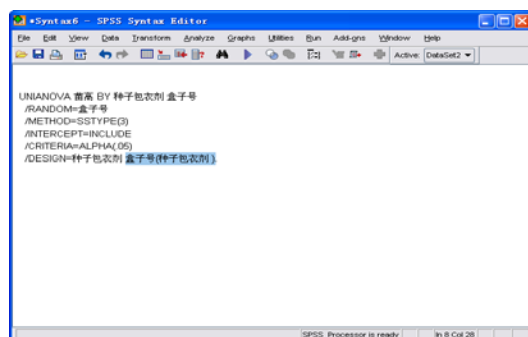 *Syntax6 - SPSS Syntax Editor
File Edit View Data Transform Analyze Graphs Utilities Run Add-ons Window Help
Active: DataSet2
UNIANOVA 苗高 BY 种子包衣剂 盒子号
/RANDOM=盒子号
/METHOD=SSTYPE(3)
/INTERCEPT=INCLUDE
/CRITERIA=ALPHA(.05)
/DESIGN=种子包衣剂 盒子号(种子包衣剂 ).
SPSS Processor is ready In 8 Col 28